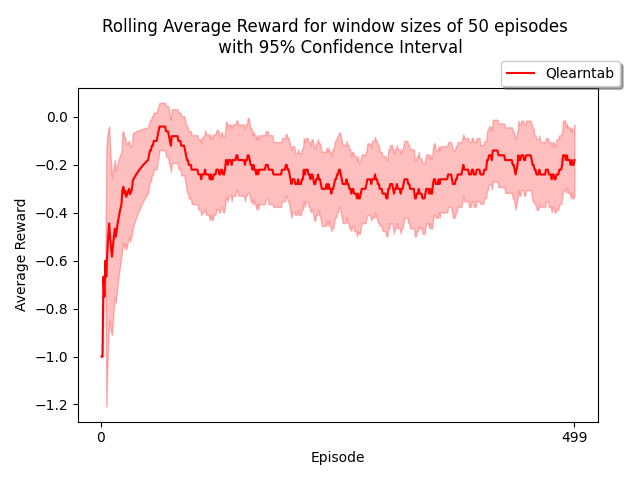 Rolling Average Reward for window sizes of 50 episodes
with 95% Confidence Interval
Qlearntab
0.0
−0.2
−0.4
−0.6
−0.8
−1.0
−1.2
Average Reward
0
499
Episode